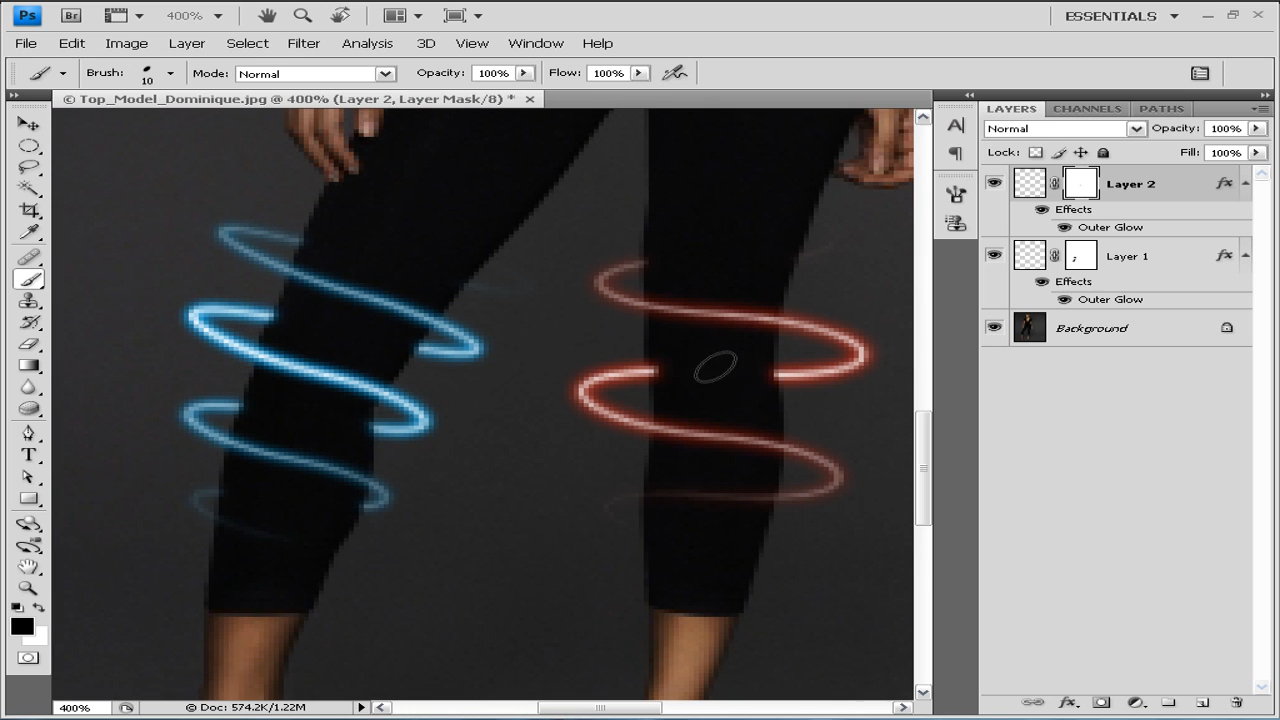 Ps Br 400% ESSENTIALS
File Edit Image Layer Select Filter Analysis 3D View Window Help
Brush: 10 Mode: Normal Opacity: 100% Flow: 100%
© Top_Model_Dominique.jpg @ 400% (Layer 2, Layer Mask/8) *
LAYERS CHANNELS PATHS
Normal Opacity: 100%
Lock: Fill: 100%
Layer 2 fx
Effects
Outer Glow
Layer 1 fx
Effects
Outer Glow
Background
400% © Doc: 574.2K/1.22M